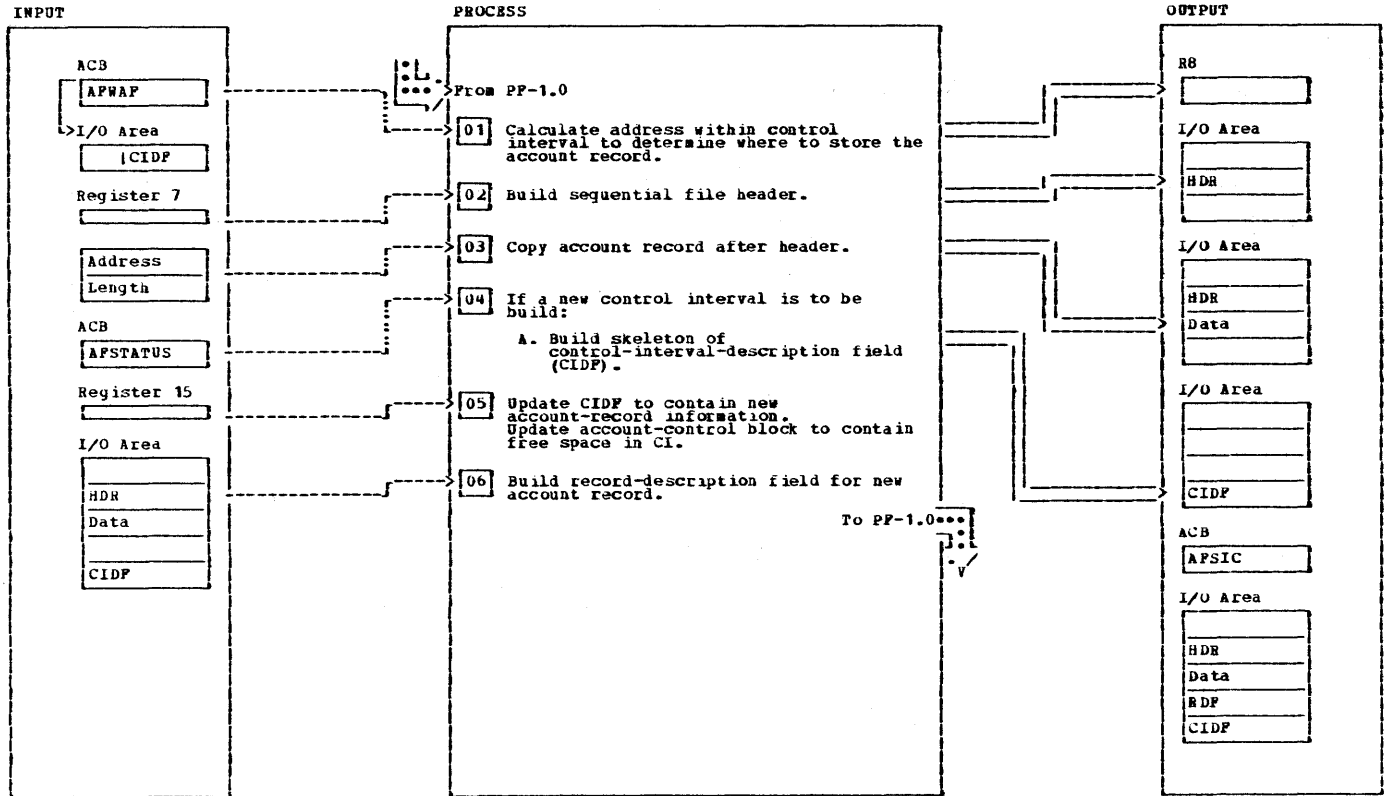 INPUT
PROCESS
OUTPUT
ACB
AFWAF
I/O Area
CIDF
Register 7
Address
Length
ACB
AFSTATUS
Register 15
I/O Area
HDR
Data
CIDF
From PF-1.0
01 Calculate address within control
interval to determine where to store the
account record.
02 Build sequential file header.
03 Copy account record after header.
04 If a new control interval is to be
build:
A. Build skeleton of
control-interval-description field
(CIDF).
05 Update CIDF to contain new
account-record information.
Update account-control block to contain
free space in CI.
06 Build record-description field for new
account record.
To PF-1.0
R8
I/O Area
HDR
I/O Area
HDR
Data
I/O Area
CIDF
ACB
AFSIC
I/O Area
HDR
Data
RDF
CIDF